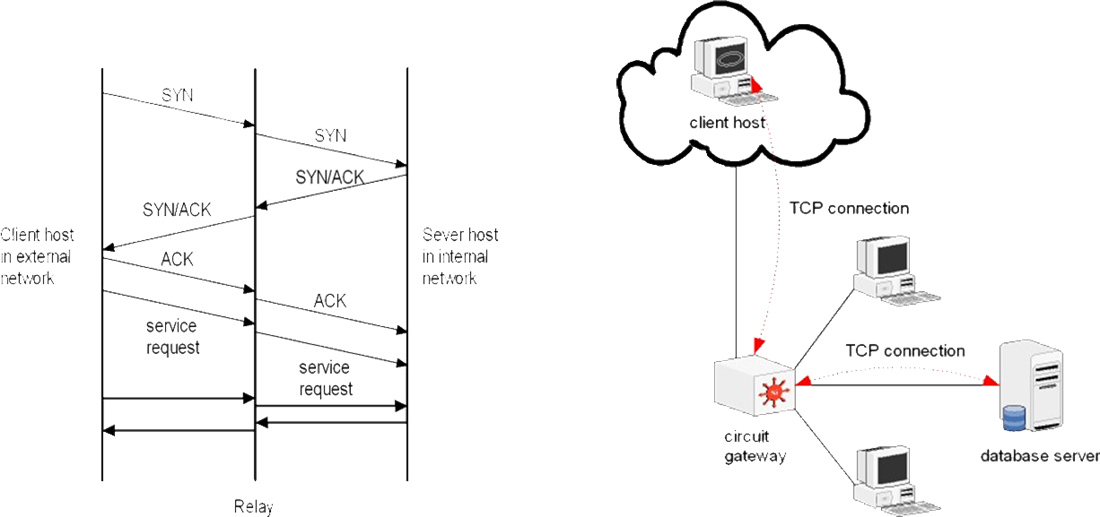 SYN
SYN
SYN/ACK
SYN/ACK
Client host
in external
network
Sever host
in internal
network
ACK
ACK
service
request
service
request
Relay
client host
TCP connection
TCP connection
circuit
gateway
database server